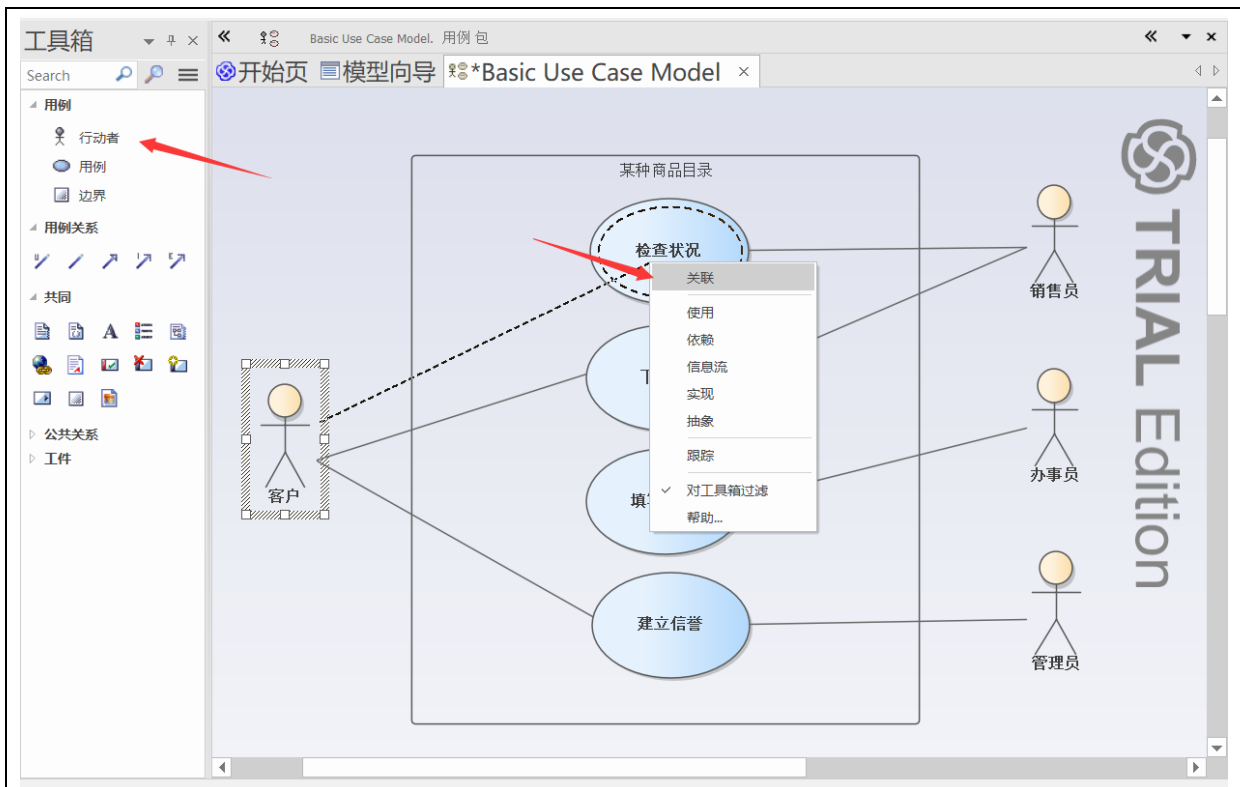 工具箱
Search
用例
行动者
用例
边界
用例关系
共同
公共关系
工件
Basic Use Case Model. 用例 包
开始页
模型向导
*Basic Use Case Model
某种商品目录
检查状况
填
建立信誉
客户
销售员
办事员
管理员
关联
使用
依赖
信息流
实现
抽象
跟踪
对工具箱过滤
帮助...
TRIAL Edition